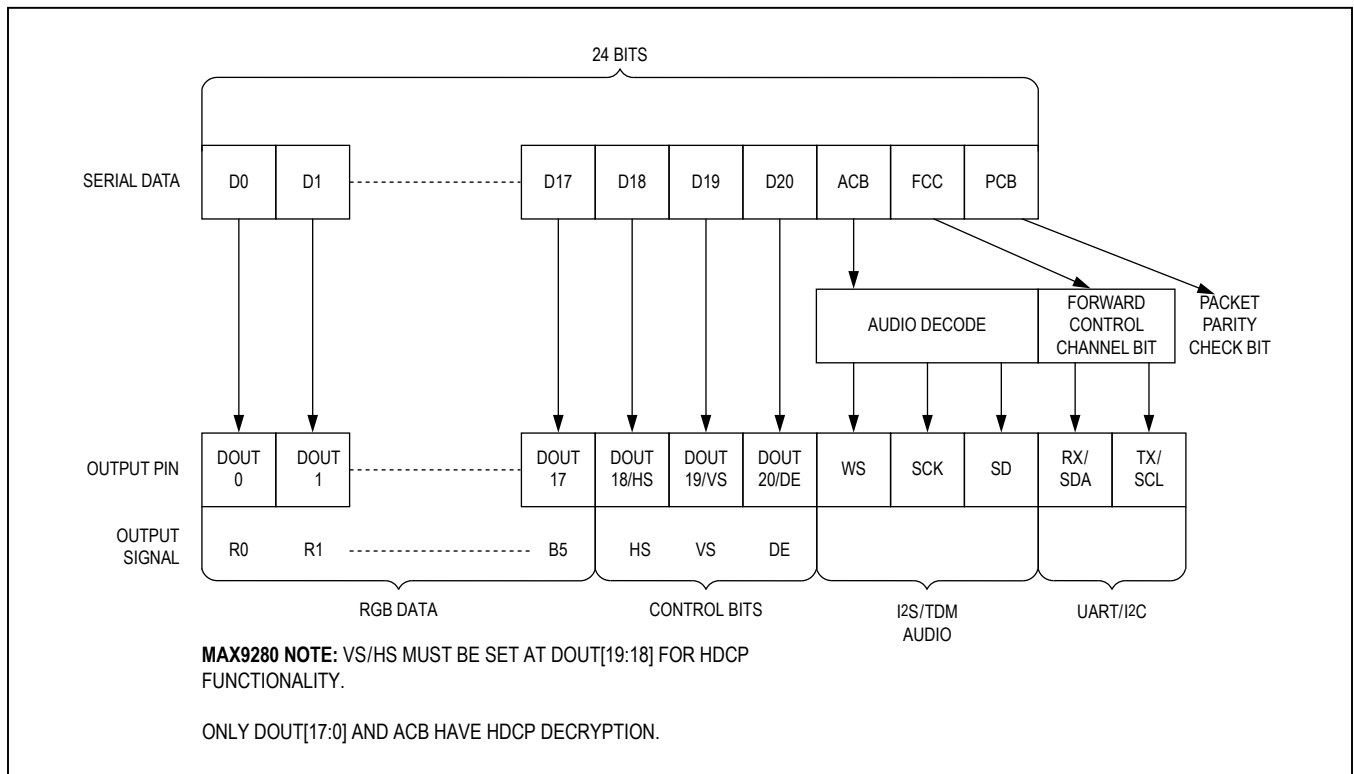 24 BITS
SERIAL DATA
D0
D1
D17
D18
D19
D20
ACB
FCC
PCB
AUDIO DECODE
FORWARD
CONTROL
CHANNEL BIT
PACKET
PARITY
CHECK BIT
OUTPUT PIN
DOUT
0
DOUT
1
DOUT
17
DOUT
18/HS
DOUT
19/VS
DOUT
20/DE
WS
SCK
SD
RX/
SDA
TX/
SCL
OUTPUT
SIGNAL
R0
R1
B5
HS
VS
DE
RGB DATA
CONTROL BITS
I2S/TDM
AUDIO
UART/I2C
MAX9280 NOTE: VS/HS MUST BE SET AT DOUT[19:18] FOR HDCP
FUNCTIONALITY.
ONLY DOUT[17:0] AND ACB HAVE HDCP DECRYPTION.